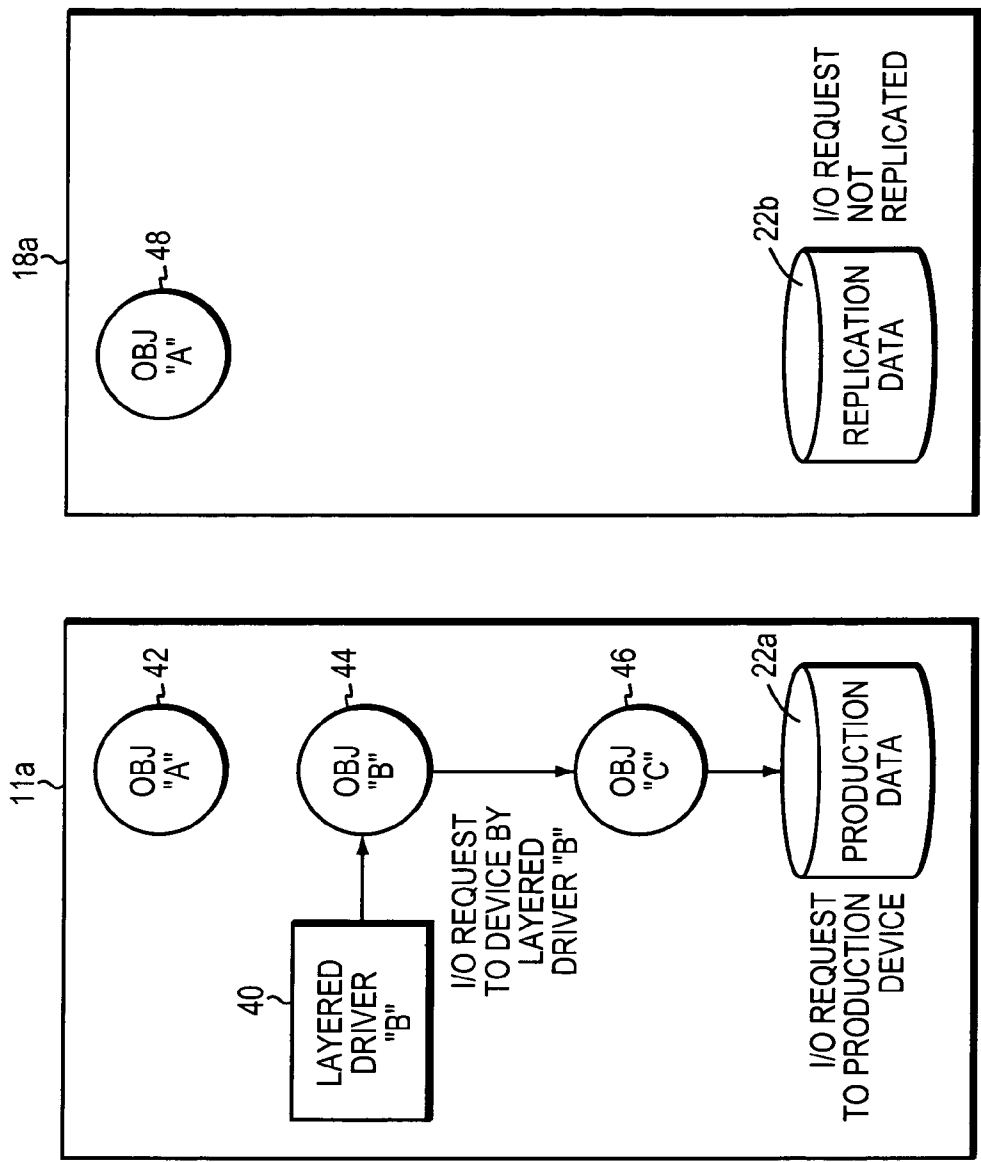 11a
OBJ
"A"
42
40
LAYERED
DRIVER
"B"
OBJ
"B"
44
I/O REQUEST
TO DEVICE BY
LAYERED
DRIVER "B"
OBJ
"C"
46
I/O REQUEST
TO PRODUCTION
DEVICE
22a
PRODUCTION
DATA
18a
OBJ
"A"
48
22b
REPLICATION
DATA
I/O REQUEST
NOT
REPLICATED